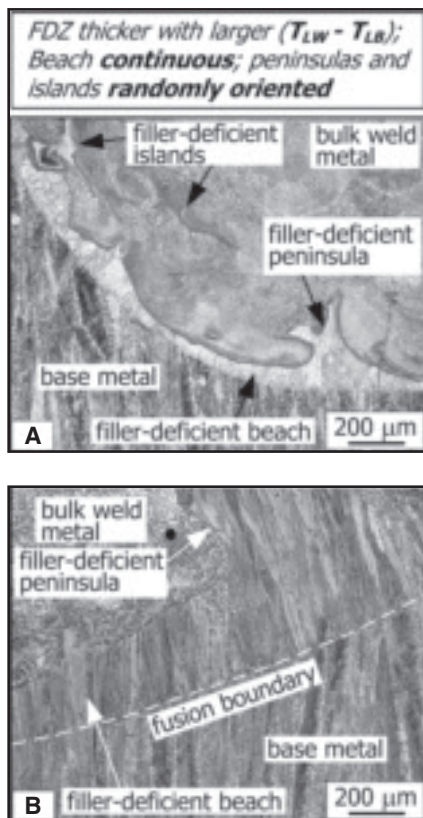 FDZ thicker with larger (T_LW - T_LB);
Beach continuous; peninsulas and
islands randomly oriented
filler-deficient
islands
bulk weld
metal
filler-deficient
peninsula
base metal
filler-deficient beach
200 μm
A
bulk weld
metal
filler-deficient
peninsula
fusion boundary
base metal
filler-deficient beach
200 μm
B